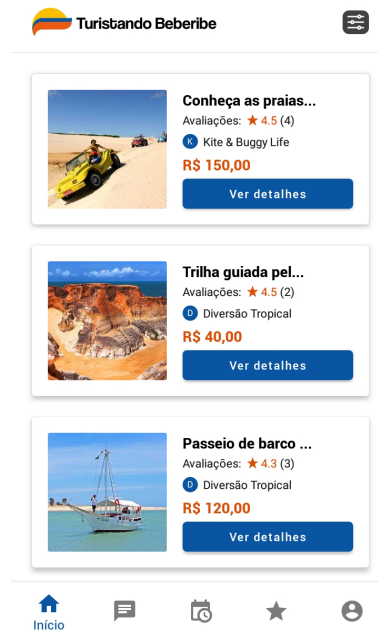 Turistando Beberibe
Conheça as praias...
Avaliações: ★ 4.5 (4)
K Kite & Buggy Life
R$ 150,00
Ver detalhes
Trilha guiada pel...
Avaliações: ★ 4.5 (2)
D Diversão Tropical
R$ 40,00
Ver detalhes
Passeio de barco ...
Avaliações: ★ 4.3 (3)
D Diversão Tropical
R$ 120,00
Ver detalhes
Início